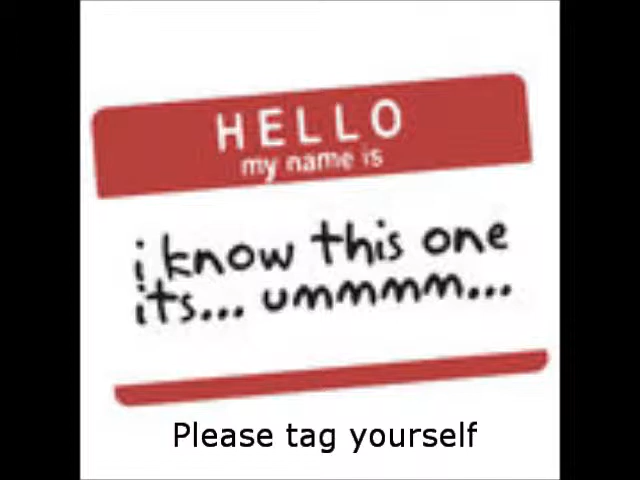 HELLO
my name is
i know this one
its... ummmm...
Please tag yourself